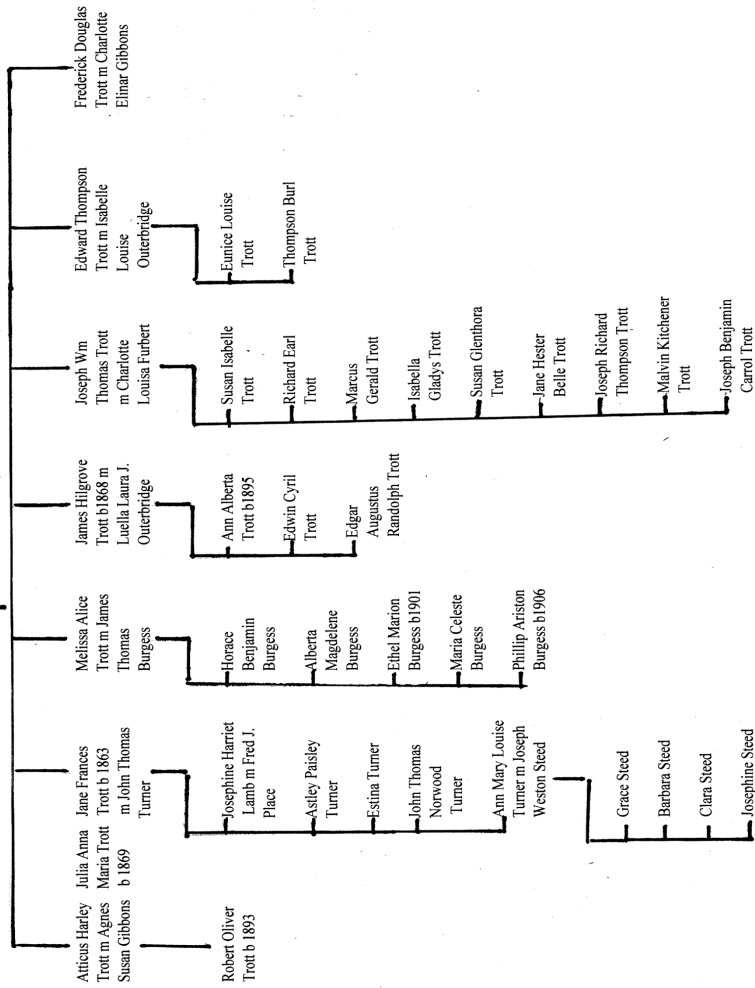 Atticus Harley
Trott m Agnes
Susan Gibbons
Robert Oliver
Trott b 1893
Julia Anna
Maria Trott
b 1869
Jane Frances
Trott b 1863
m John Thomas
Turner
Josephine Harriet
Lamb m Fred J.
Place
Astley Paisley
Turner
Estina Turner
John Thomas
Norwood
Turner
Ann Mary Louise
Turner m Joseph
Weston Steed
Grace Steed
Barbara Steed
Clara Steed
Josephine Steed
Melissa Alice
Trott m James
Thomas
Burgess
Horace
Benjamin
Burgess
Alberta
Magdelene
Burgess
Ethel Marion
Burgess b1901
Maria Celeste
Burgess
Phillip Ariston
Burgess b1906
James Hilgrove
Trott b1868 m
Luella Laura J.
Outerbridge
Ann Alberta
Trott b1895
Edwin Cyril
Trott
Edgar
Augustus
Randolph Trott
Joseph Wm
Thomas Trott
m Charlotte
Louisa Furbert
Susan Isabelle
Trott
Richard Earl
Trott
Marcus
Gerald Trott
Isabella
Gladys Trott
Susan Glenthora
Trott
Jane Hester
Belle Trott
Joseph Richard
Thompson Trott
Malvin Kitchener
Trott
Joseph Benjamin
Carrol Trott
Edward Thompson
Trott m Isabelle
Louise
Outerbridge
Eunice Louise
Trott
Thompson Burl
Trott
Frederick Douglas
Trott m Charlotte
Elinar Gibbons